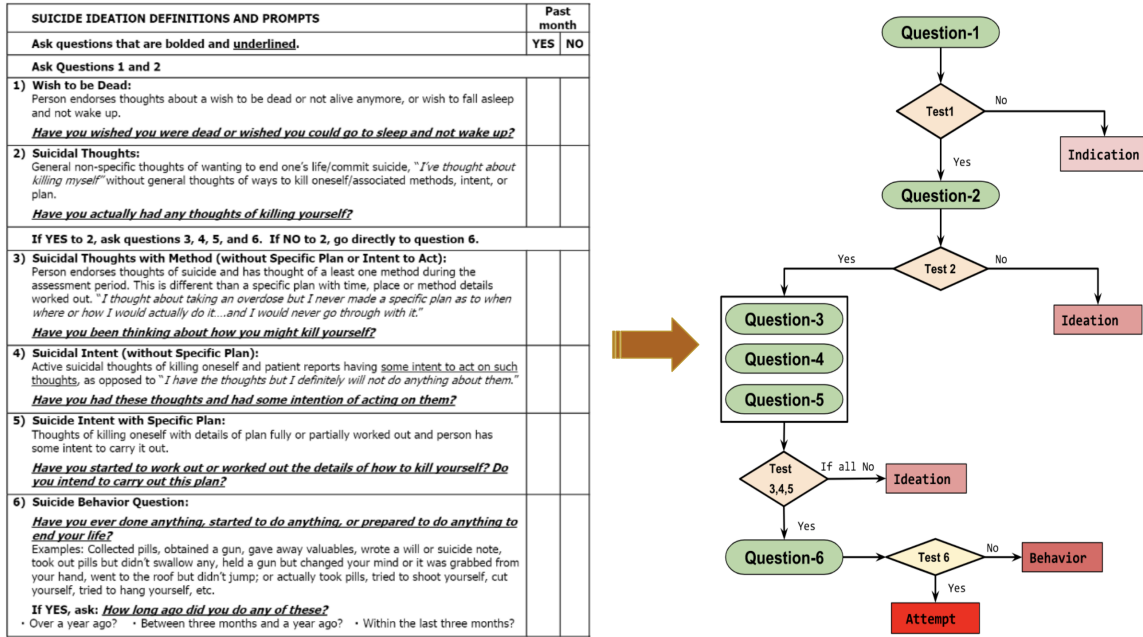 SUICIDE IDEATION DEFINITIONS AND PROMPTS
Past
month
Ask questions that are bolded and underlined.
YES NO
Ask Questions 1 and 2
1) Wish to be Dead:
Person endorses thoughts about a wish to be dead or not alive anymore, or wish to fall asleep
and not wake up.
Have you wished you were dead or wished you could go to sleep and not wake up?
2) Suicidal Thoughts:
General non-specific thoughts of wanting to end one's life/commit suicide, "I've thought about
killing myself" without general thoughts of ways to kill oneself/associated methods, intent, or
plan.
Have you actually had any thoughts of killing yourself?
If YES to 2, ask questions 3, 4, 5, and 6. If NO to 2, go directly to question 6.
3) Suicidal Thoughts with Method (without Specific Plan or Intent to Act):
Person endorses thoughts of suicide and has thought of a least one method during the
assessment period. This is different than a specific plan with time, place or method details
worked out. "I thought about taking an overdose but I never made a specific plan as to when
where or how I would actually do it....and I would never go through with it."
Have you been thinking about how you might kill yourself?
4) Suicidal Intent (without Specific Plan):
Active suicidal thoughts of killing oneself and patient reports having some intent to act on such
thoughts, as opposed to "I have the thoughts but I definitely will not do anything about them."
Have you had these thoughts and had some intention of acting on them?
5) Suicide Intent with Specific Plan:
Thoughts of killing oneself with details of plan fully or partially worked out and person has
some intent to carry it out.
Have you started to work out or worked out the details of how to kill yourself? Do
you intend to carry out this plan?
6) Suicide Behavior Question:
Have you ever done anything, started to do anything, or prepared to do anything to
end your life?
Examples: Collected pills, obtained a gun, gave away valuables, wrote a will or suicide note,
took out pills but didn't swallow any, held a gun but changed your mind or it was grabbed from
your hand, went to the roof but didn't jump; or actually took pills, tried to shoot yourself, cut
yourself, tried to hang yourself, etc.
If YES, ask: How long ago did you do any of these?
• Over a year ago? • Between three months and a year ago? • Within the last three months?
Question-1
Test1
No
Indication
Yes
Question-2
Test 2
Yes
No
Ideation
Question-3
Question-4
Question-5
Test
3,4,5
If all No
Ideation
Yes
Question-6
Test 6
No
Behavior
Yes
Attempt